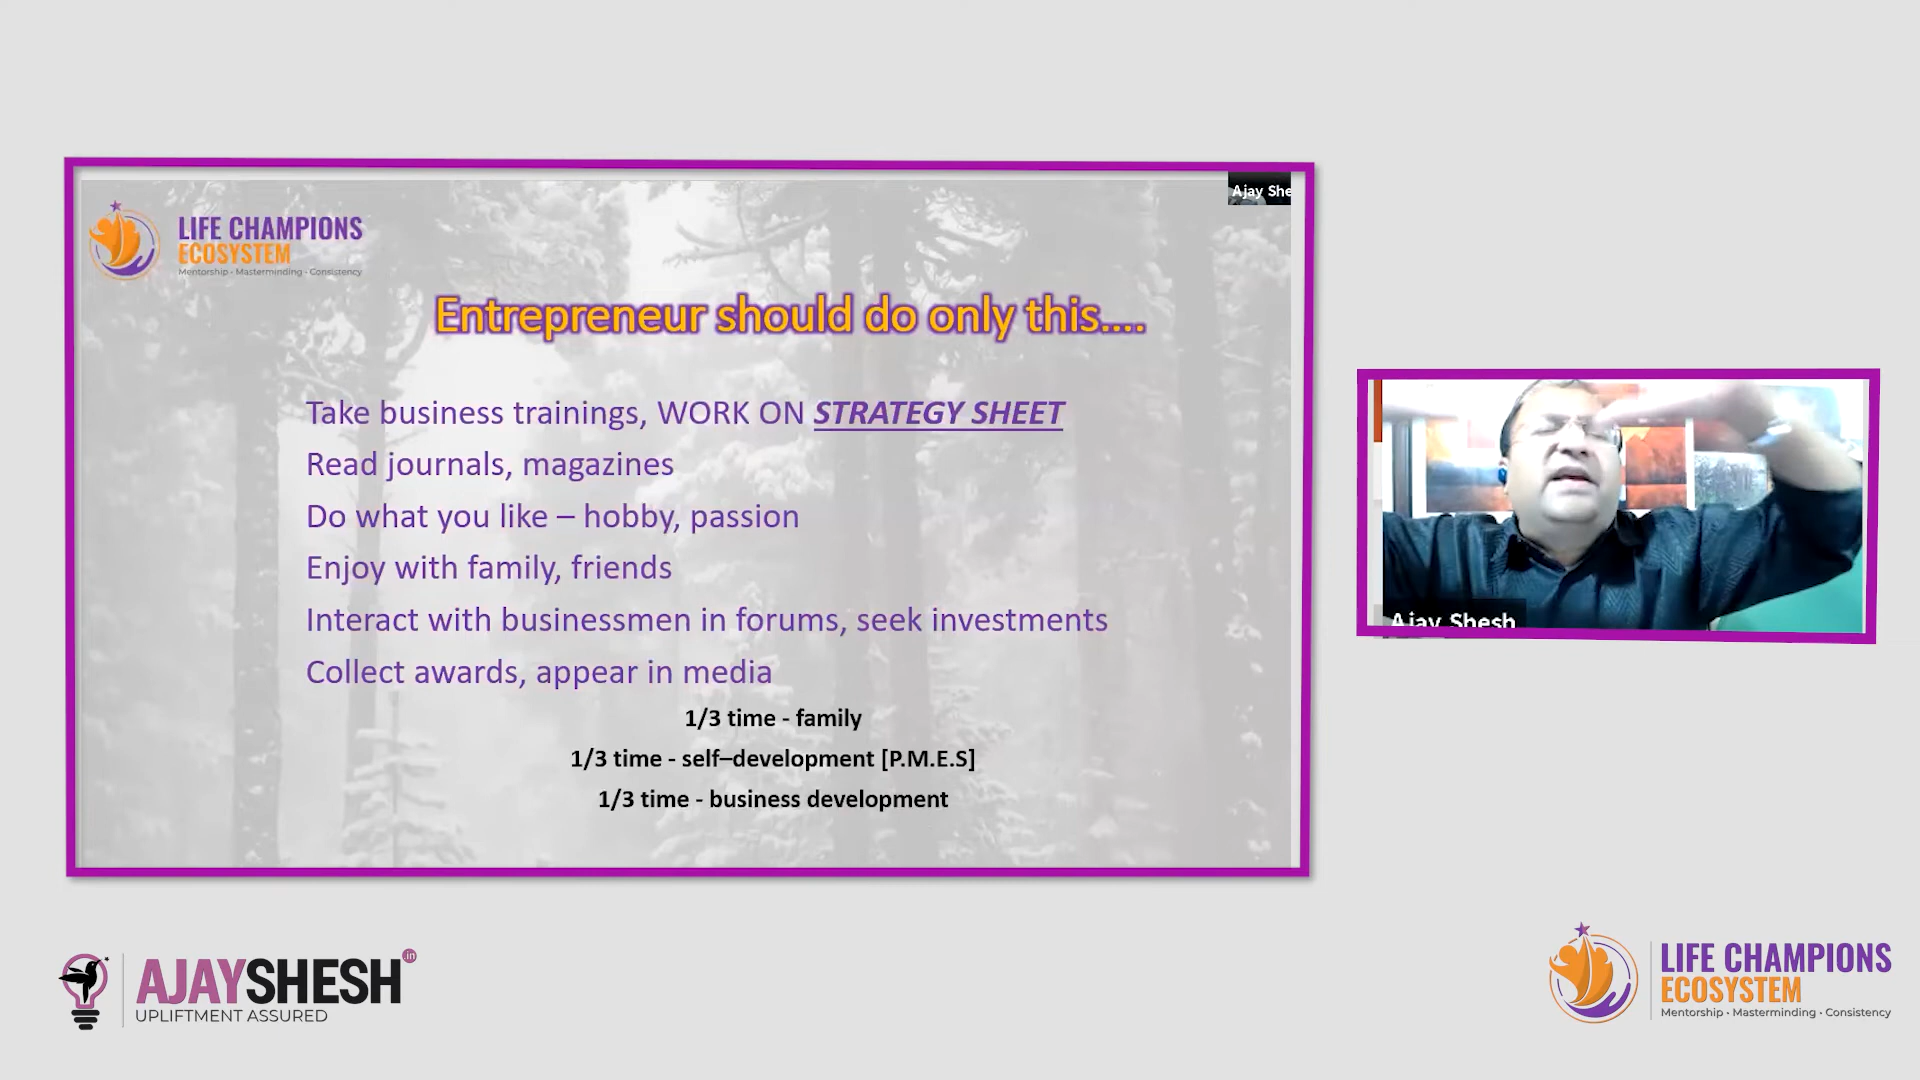 Ajay She
LIFE CHAMPIONS
ECOSYSTEM
Mentorship • Masterminding • Consistency
Entrepreneur should do only this....
Take business trainings, WORK ON STRATEGY SHEET
Read journals, magazines
Do what you like – hobby, passion
Enjoy with family, friends
Interact with businessmen in forums, seek investments
Collect awards, appear in media
1/3 time - family
1/3 time - self–development [P.M.E.S]
1/3 time - business development
Ajay Shesh
AJAYSHESH.in
UPLIFTMENT ASSURED
LIFE CHAMPIONS
ECOSYSTEM
Mentorship • Masterminding • Consistency